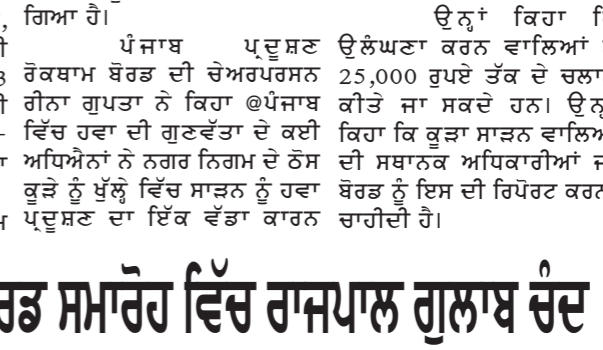 ਗਿਆ ਹੈ।
ਪੰਜਾਬ ਪ੍ਰਦੂਸ਼ਣ
ਰੋਕਥਾਮ ਬੋਰਡ ਦੀ ਚੇਅਰਪਰਸਨ
ਰੀਨਾ ਗੁਪਤਾ ਨੇ ਕਿਹਾ @ਪੰਜਾਬ
ਵਿੱਚ ਹਵਾ ਦੀ ਗੁਣਵੱਤਾ ਦੇ ਕਈ
ਅਧਿਐਨਾਂ ਨੇ ਨਗਰ ਨਿਗਮ ਦੇ ਠੋਸ
ਕੂੜੇ ਨੂੰ ਖੁੱਲ੍ਹੇ ਵਿੱਚ ਸਾੜਨ ਨੂੰ ਹਵਾ
ਪ੍ਰਦੂਸ਼ਣ ਦਾ ਇੱਕ ਵੱਡਾ ਕਾਰਨ
ਉਨ੍ਹਾਂ ਕਿਹਾ
ਉਲੰਘਣਾ ਕਰਨ ਵਾਲਿਆਂ
25,000 ਰੁਪਏ ਤੱਕ ਦੇ ਚਲਾ
ਕੀਤੇ ਜਾ ਸਕਦੇ ਹਨ। ਉਨ੍ਹ
ਕਿਹਾ ਕਿ ਕੂੜਾ ਸਾੜਨ ਵਾਲਿਅ
ਦੀ ਸਥਾਨਕ ਅਧਿਕਾਰੀਆਂ
ਬੋਰਡ ਨੂੰ ਇਸ ਦੀ ਰਿਪੋਰਟ ਕਰਨ
ਚਾਹੀਦੀ ਹੈ।
ਰਡ ਸਮਾਰੋਹ ਵਿੱਚ ਰਾਜਪਾਲ ਗੁਲਾਬ ਚੰਦ